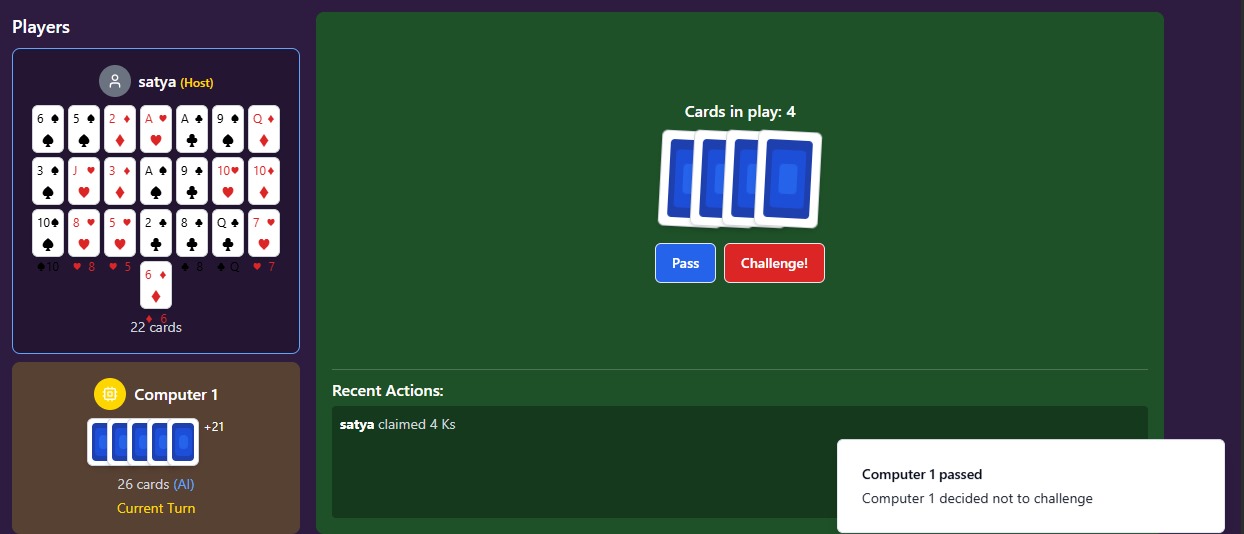 Players
satya (Host)
6♠ 5♠ 2♦ A♥ A♣ 9♠ Q♦
3♠ J♥ 3♦ A♠ 9♣ 10♥ 10♦
10♠ 8♥ 5♥ 2♣ 8♣ Q♣ 7♥
♠10 ♥8 ♥5 ♣8 ♣Q ♥7
6♦
♦6
22 cards
Computer 1
+21
26 cards (AI)
Current Turn
Cards in play: 4
Pass Challenge!
Recent Actions:
satya claimed 4 Ks
Computer 1 passed
Computer 1 decided not to challenge